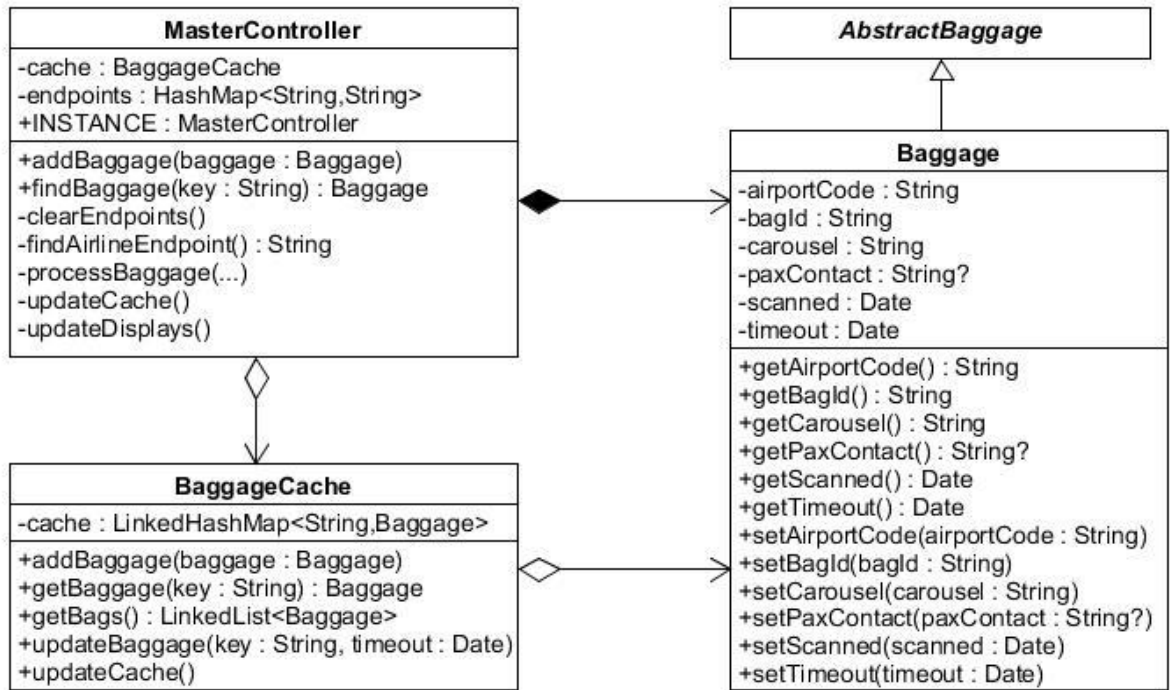 MasterController
-cache : BaggageCache
-endpoints : HashMap<String,String>
+INSTANCE : MasterController
+addBaggage(baggage : Baggage)
+findBaggage(key : String) : Baggage
-clearEndpoints()
-findAirlineEndpoint() : String
-processBaggage(...)
-updateCache()
-updateDisplays()
AbstractBaggage
Baggage
-airportCode : String
-bagId : String
-carousel : String
-paxContact : String?
-scanned : Date
-timeout : Date
+getAirportCode() : String
+getBagId() : String
+getCarousel() : String
+getPaxContact() : String?
+getScanned() : Date
+getTimeout() : Date
+setAirportCode(airportCode : String)
+setBagId(bagId : String)
+setCarousel(carousel : String)
+setPaxContact(paxContact : String?)
+setScanned(scanned : Date)
+setTimeout(timeout : Date)
BaggageCache
-cache : LinkedHashMap<String,Baggage>
+addBaggage(baggage : Baggage)
+getBaggage(key : String) : Baggage
+getBags() : LinkedList<Baggage>
+updateBaggage(key : String, timeout : Date)
+updateCache()